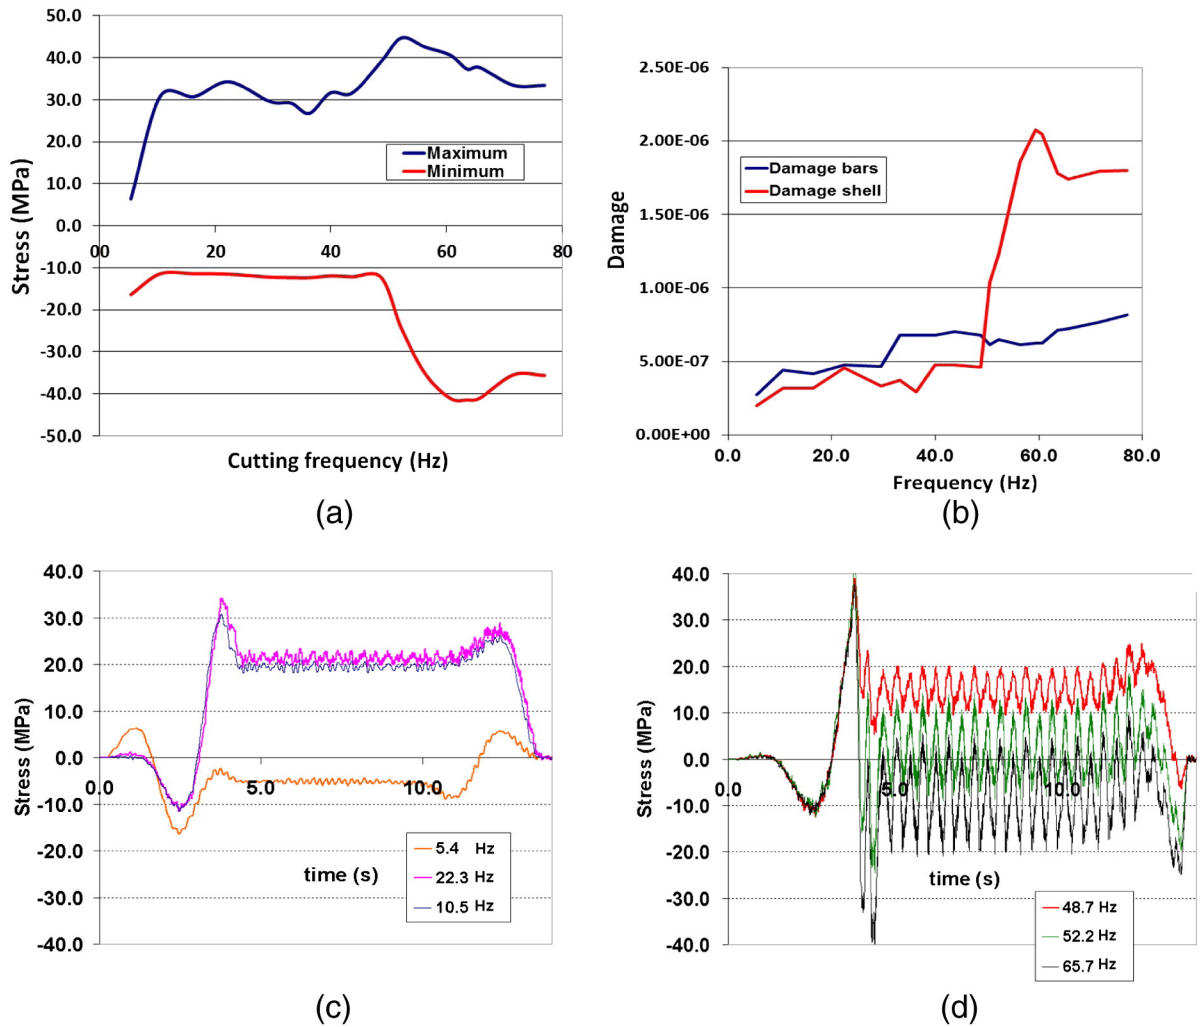 50.0
40.0
30.0
20.0
10.0
0.0
-10.0
-20.0
-30.0
-40.0
-50.0
Stress (MPa)
00 20 40 60 80
Maximum
Minimum
Cutting frequency (Hz)
(a)
2.50E-06
2.00E-06
1.50E-06
1.00E-06
5.00E-07
0.00E+00
Damage
Damage bars
Damage shell
0.0 20.0 40.0 60.0 80.0
Frequency (Hz)
(b)
40.0
30.0
20.0
10.0
0.0
-10.0
-20.0
-30.0
-40.0
Stress (MPa)
0.0 5.0 10.0
time (s)
5.4 Hz
22.3 Hz
10.5 Hz
(c)
40.0
30.0
20.0
10.0
0.0
-10.0
-20.0
-30.0
-40.0
Stress (MPa)
0.0 5.0 10.0
time (s)
48.7 Hz
52.2 Hz
65.7 Hz
(d)